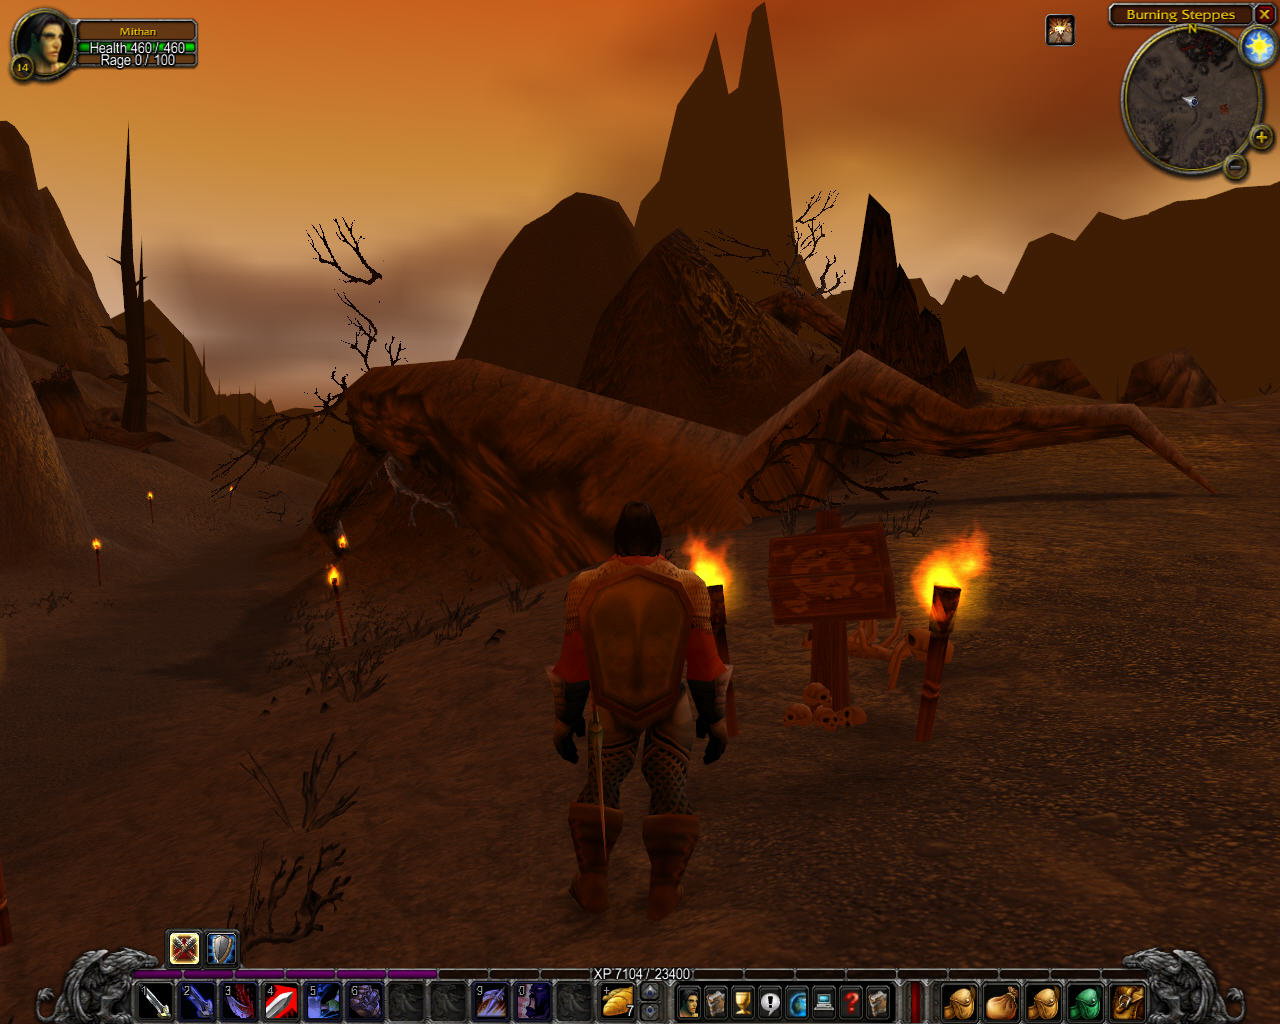 Mithan
Health 460 / 460
Rage 0 / 100
14
Burning Steppes
N
XP 7104 / 23400
1 2 3 4 5 6 9 0 + 7